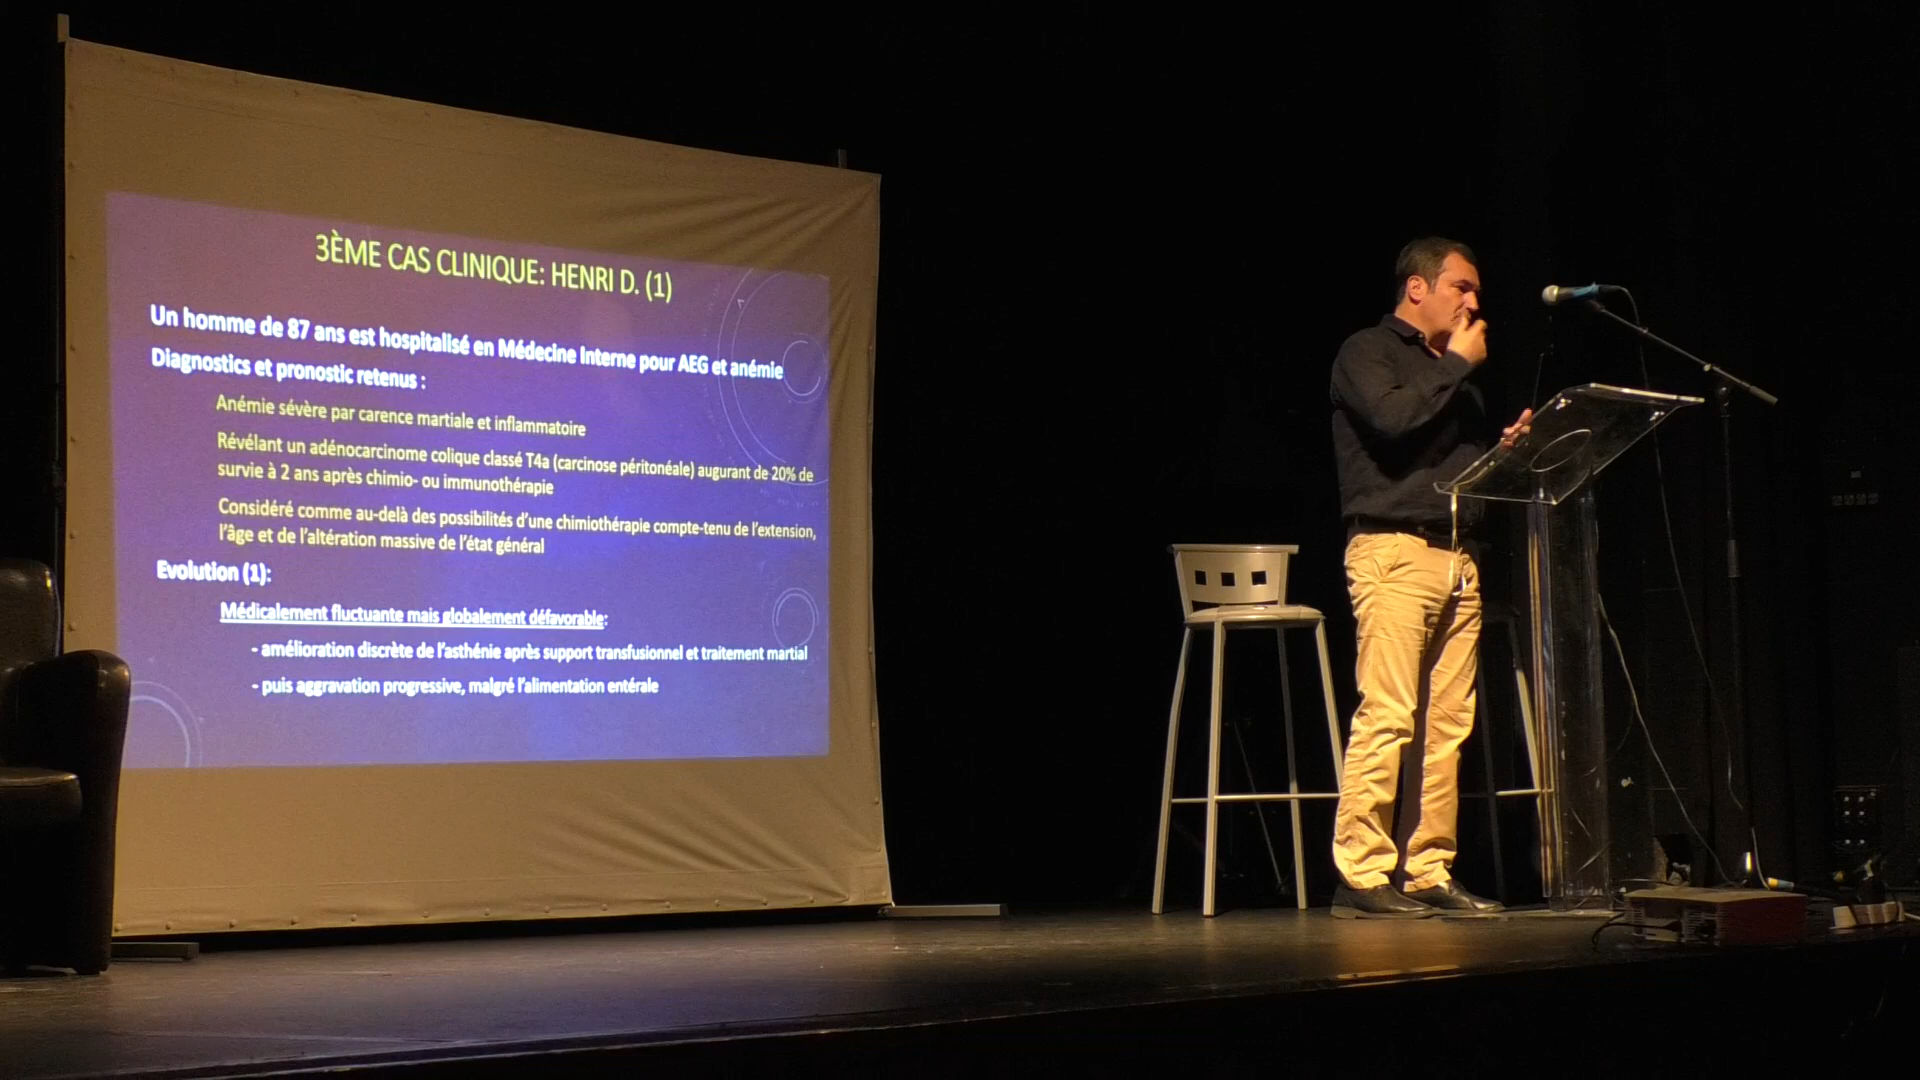 3ÈME CAS CLINIQUE: HENRI D. (1)
Un homme de 87 ans est hospitalisé en Médecine Interne pour AEG et anémie
Diagnostics et pronostic retenus :
Anémie sévère par carence martiale et inflammatoire
Révélant un adénocarcinome colique classé T4a (carcinose péritonéale) augurant de 20% de
survie à 2 ans après chimio- ou immunothérapie
Considéré comme au-delà des possibilités d'une chimiothérapie compte-tenu de l'extension,
l'âge et de l'altération massive de l'état général
Evolution (1):
Médicalement fluctuante mais globalement défavorable:
- amélioration discrète de l'asthénie après support transfusionnel et traitement martial
- puis aggravation progressive, malgré l'alimentation entérale